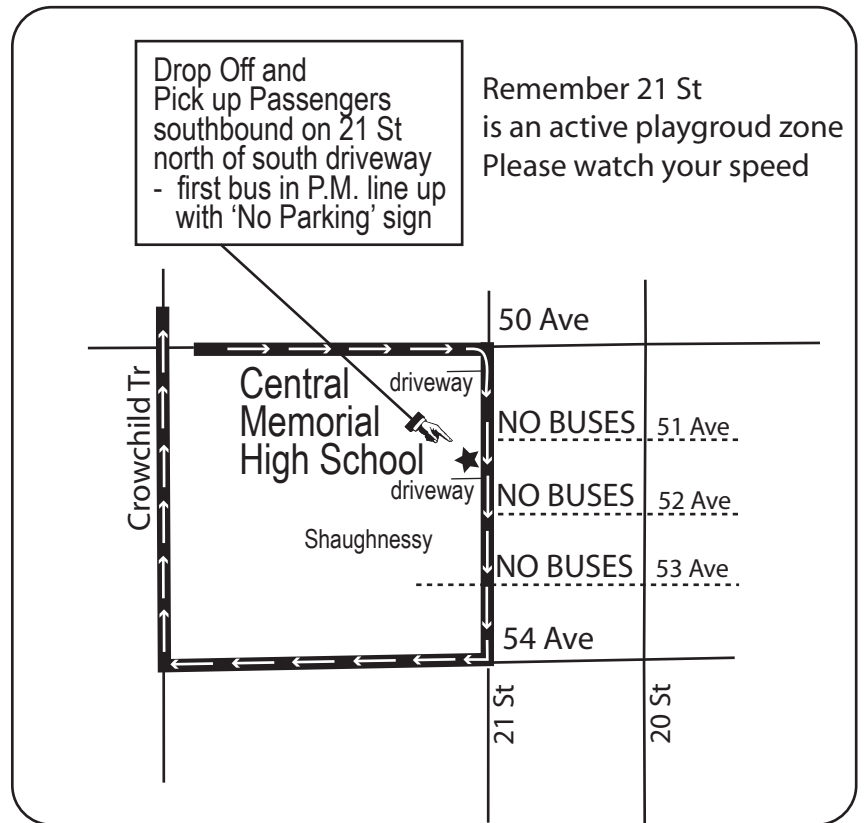 Drop Off and
Pick up Passengers
southbound on 21 St
north of south driveway
- first bus in P.M. line up
with ‘No Parking’ sign
Remember 21 St
is an active playgroud zone
Please watch your speed
50 Ave
Crowchild Tr
Central
Memorial
High School
driveway
driveway
Shaughnessy
NO BUSES
51 Ave
NO BUSES
52 Ave
NO BUSES
53 Ave
54 Ave
21 St
20 St